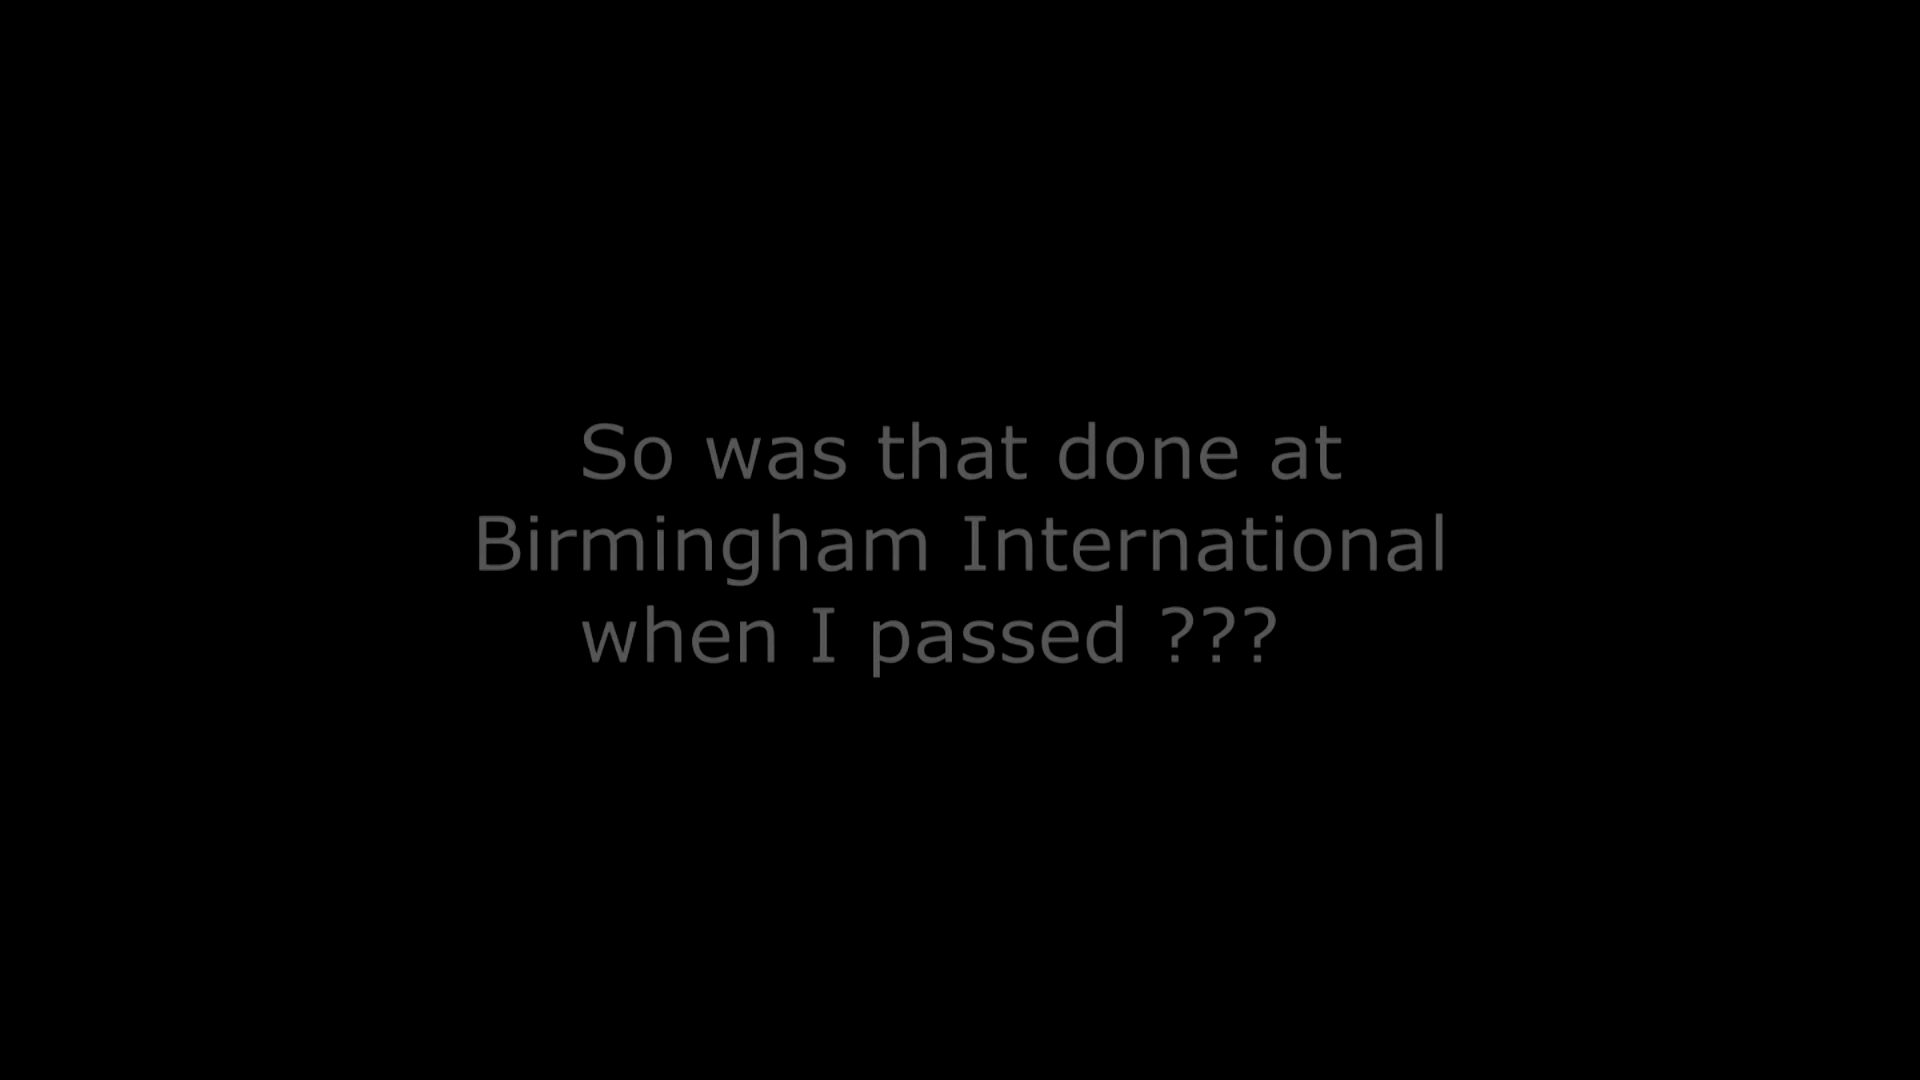 So was that done at
Birmingham International
when I passed ???